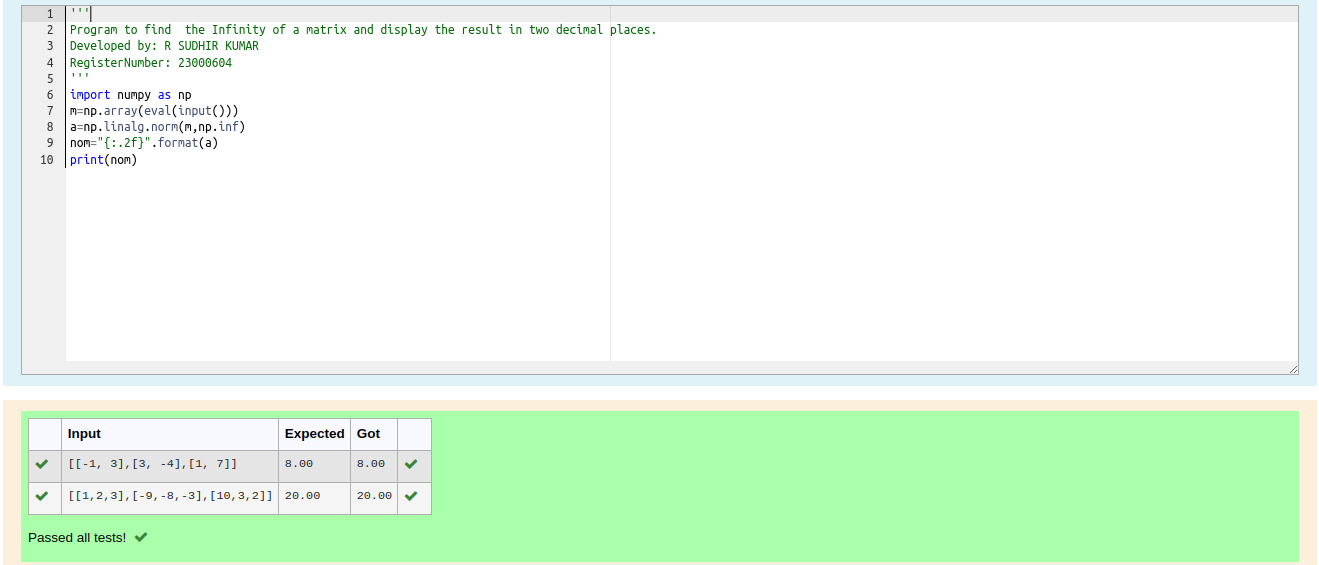 1 '''
2 Program to find  the Infinity of a matrix and display the result in two decimal places.
3 Developed by: R SUDHIR KUMAR
4 RegisterNumber: 23000604
5 '''
6 import numpy as np
7 m=np.array(eval(input()))
8 a=np.linalg.norm(m,np.inf)
9 nom="{:.2f}".format(a)
10 print(nom)
Input Expected Got
[[-1, 3],[3, -4],[1, 7]] 8.00 8.00
[[1,2,3],[-9,-8,-3],[10,3,2]] 20.00 20.00
Passed all tests!